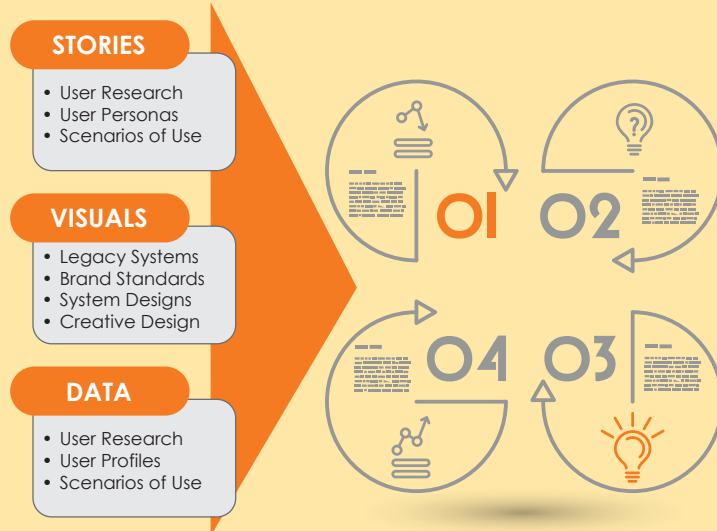 STORIES
• User Research
• User Personas
• Scenarios of Use
VISUALS
• Legacy Systems
• Brand Standards
• System Designs
• Creative Design
DATA
• User Research
• User Profiles
• Scenarios of Use
01
02
04
03